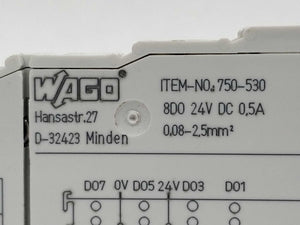 WAGO
ITEM-NO.: 750-530
Hansastr.27
8DO 24V DC 0,5A
D-32423 Minden
0,08-2,5mm²
DO7 0V DO5 24V DO3 DO1